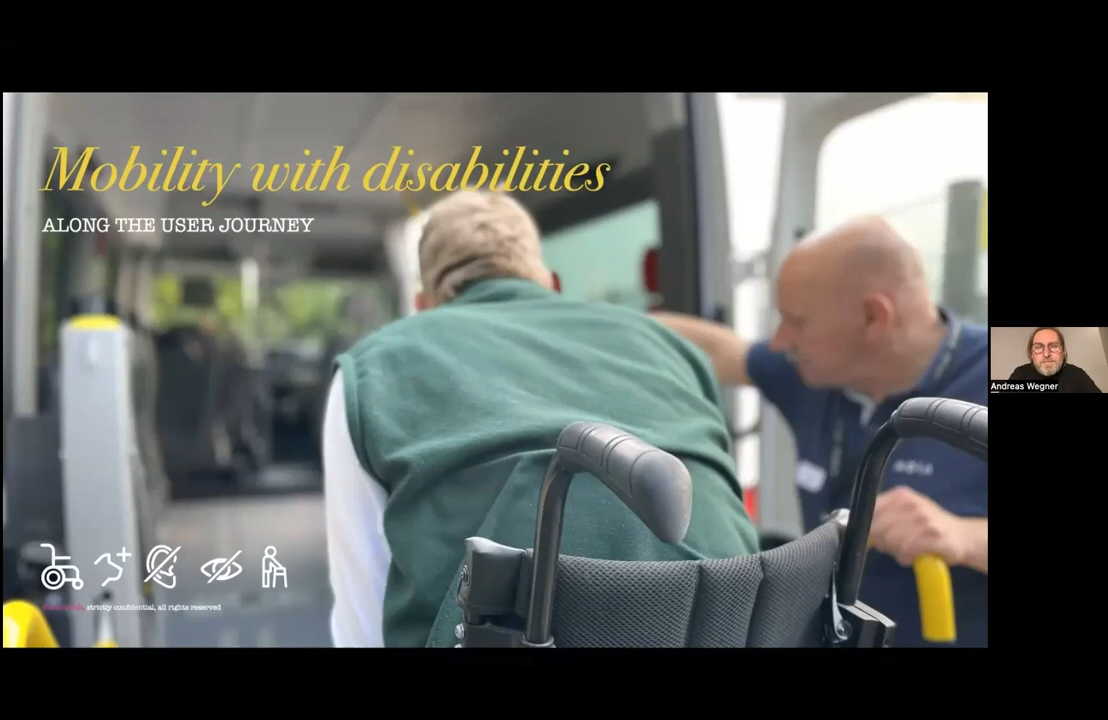 Mobility with disabilities
ALONG THE USER JOURNEY
strictly confidential, all rights reserved
Andreas Wegner